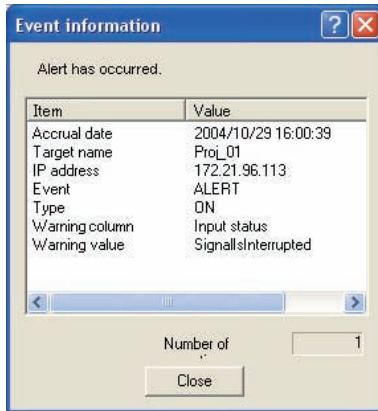 Event information
Alert has occurred.
Item Value
Accrual date 2004/10/29 16:00:39
Target name Proj_01
IP address 172.21.96.113
Event ALERT
Type ON
Warning column Input status
Warning value SignalIsInterrupted
Number of 1
Close